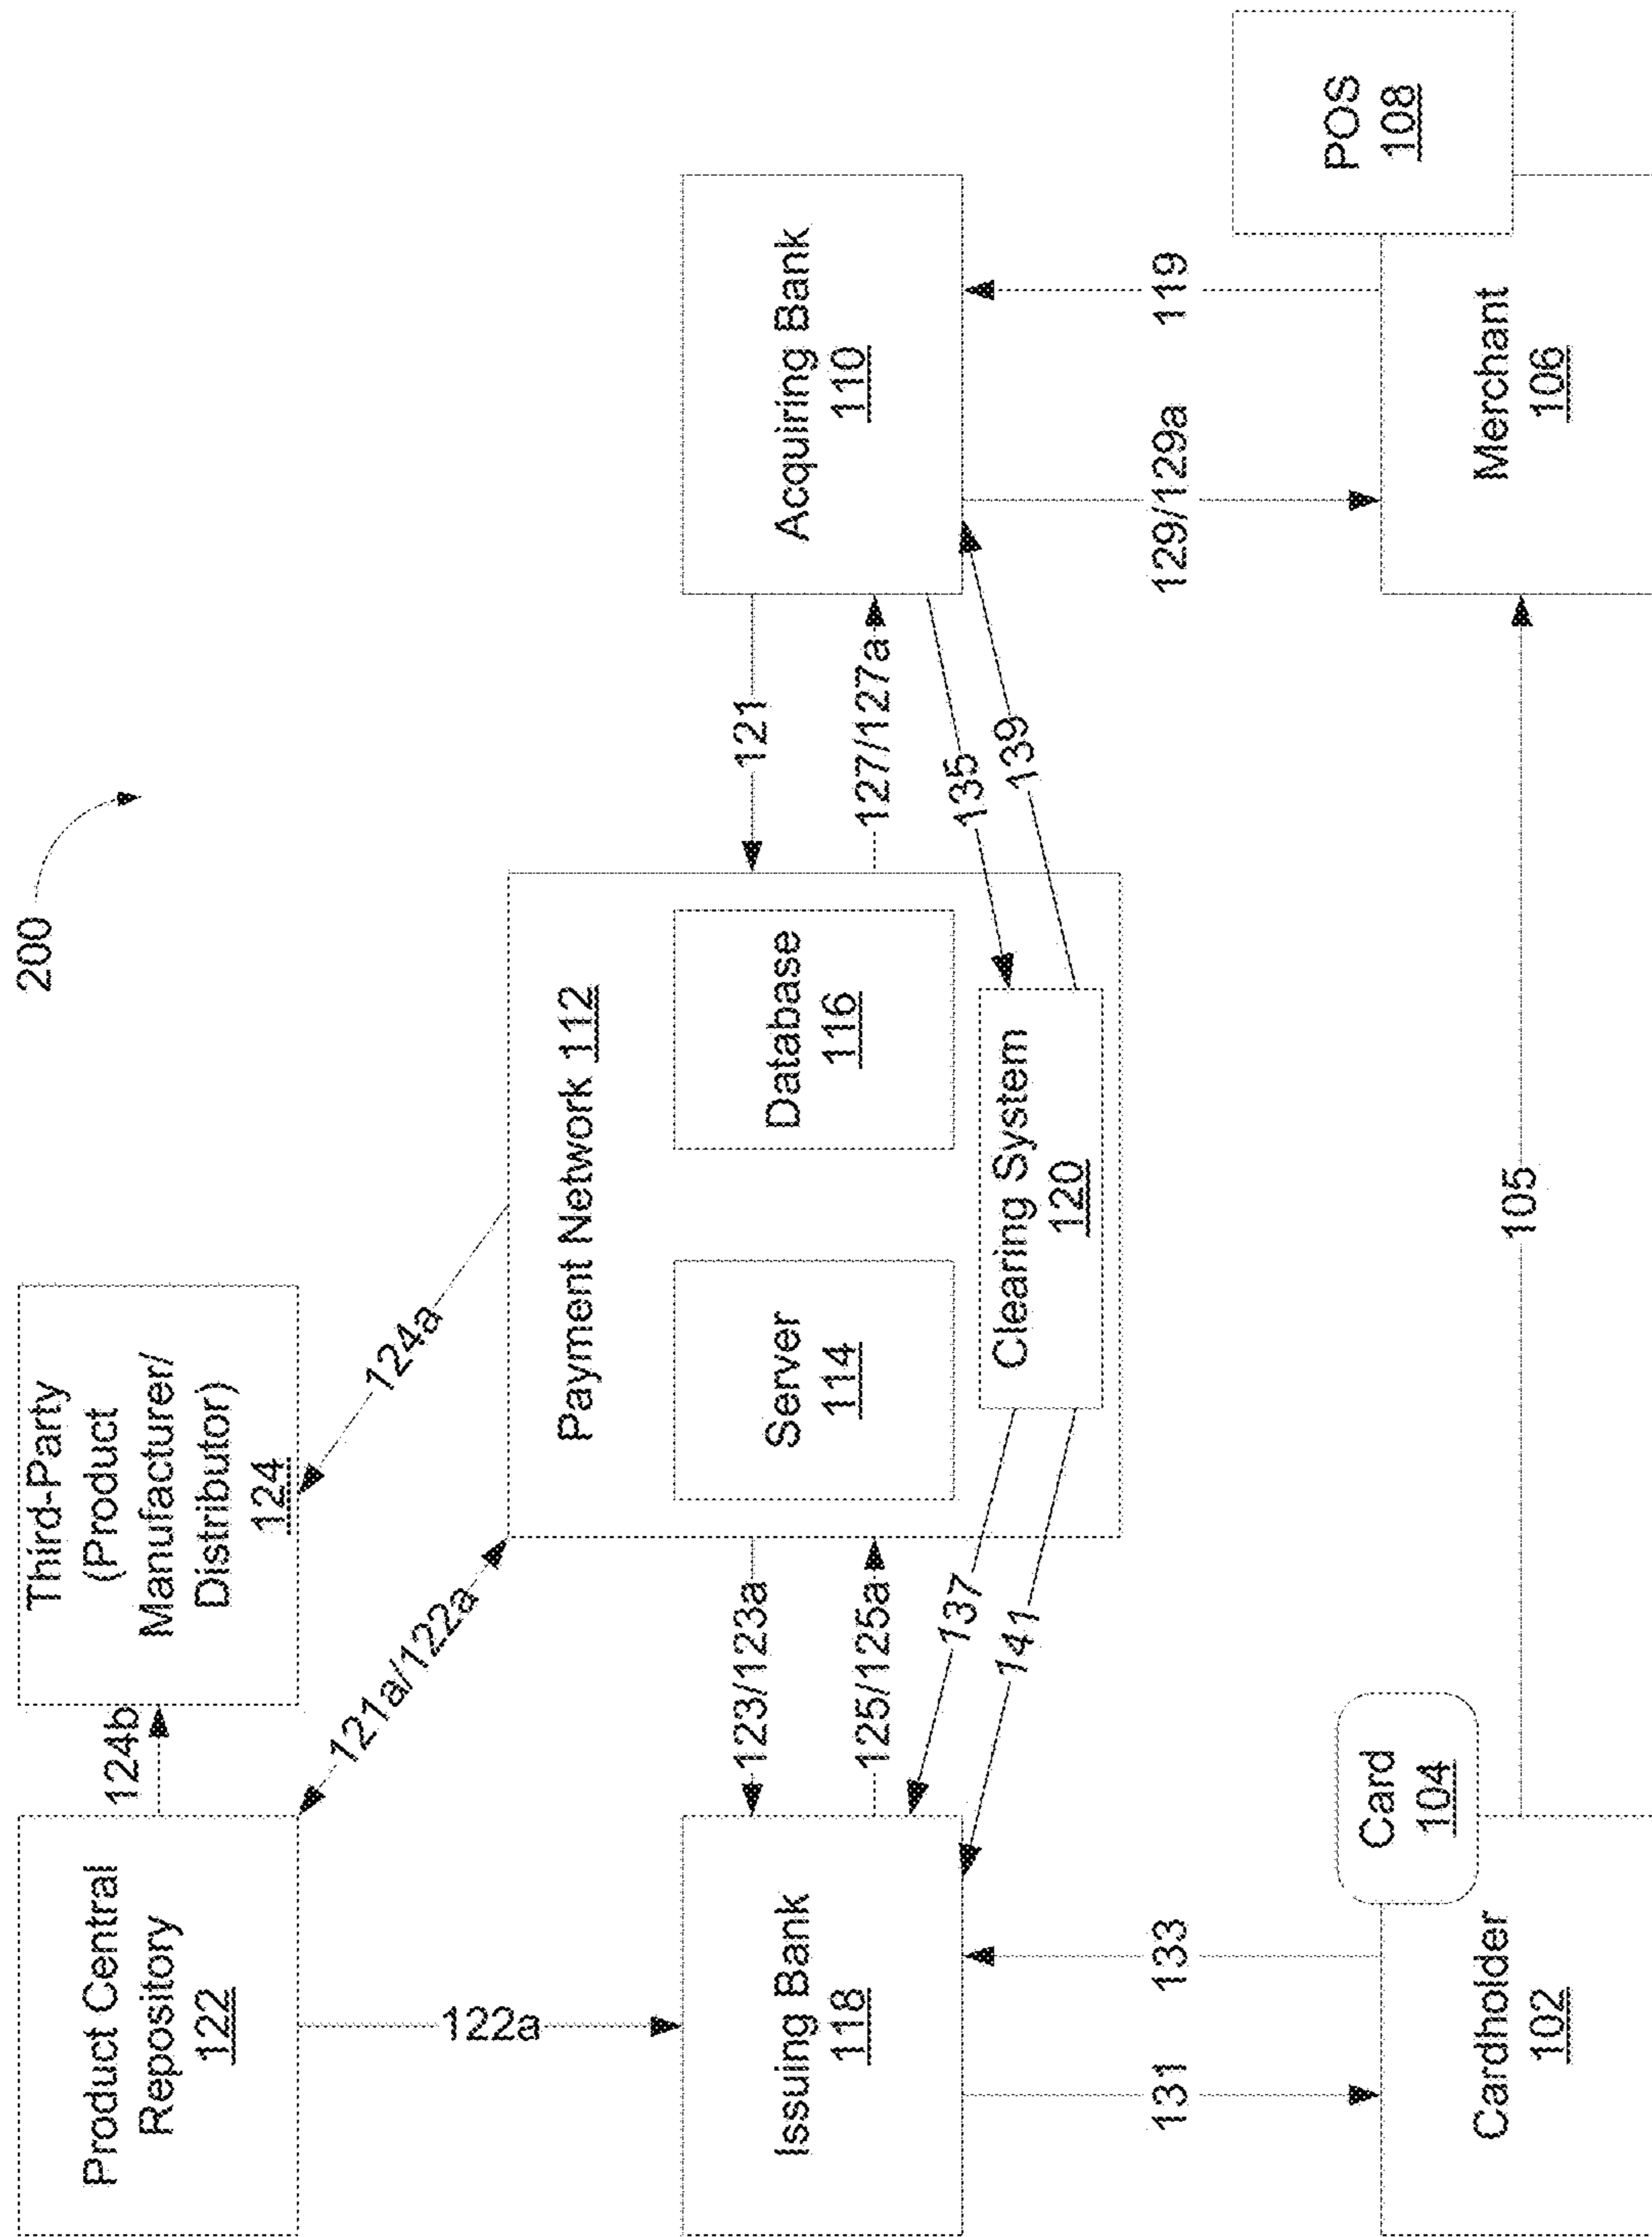 200
Product Central
Repository
122
124b
Third-Party
(Product
Manufacturer/
Distributor)
124
121a/122a
124a
122a
Payment Network 112
Server
114
Database
116
Clearing System
120
Issuing Bank
118
123/123a
125/125a
137
141
121
127/127a
135
139
Acquiring Bank
110
131
133
129/129a
119
Cardholder
102
Card
104
105
Merchant
106
POS
108